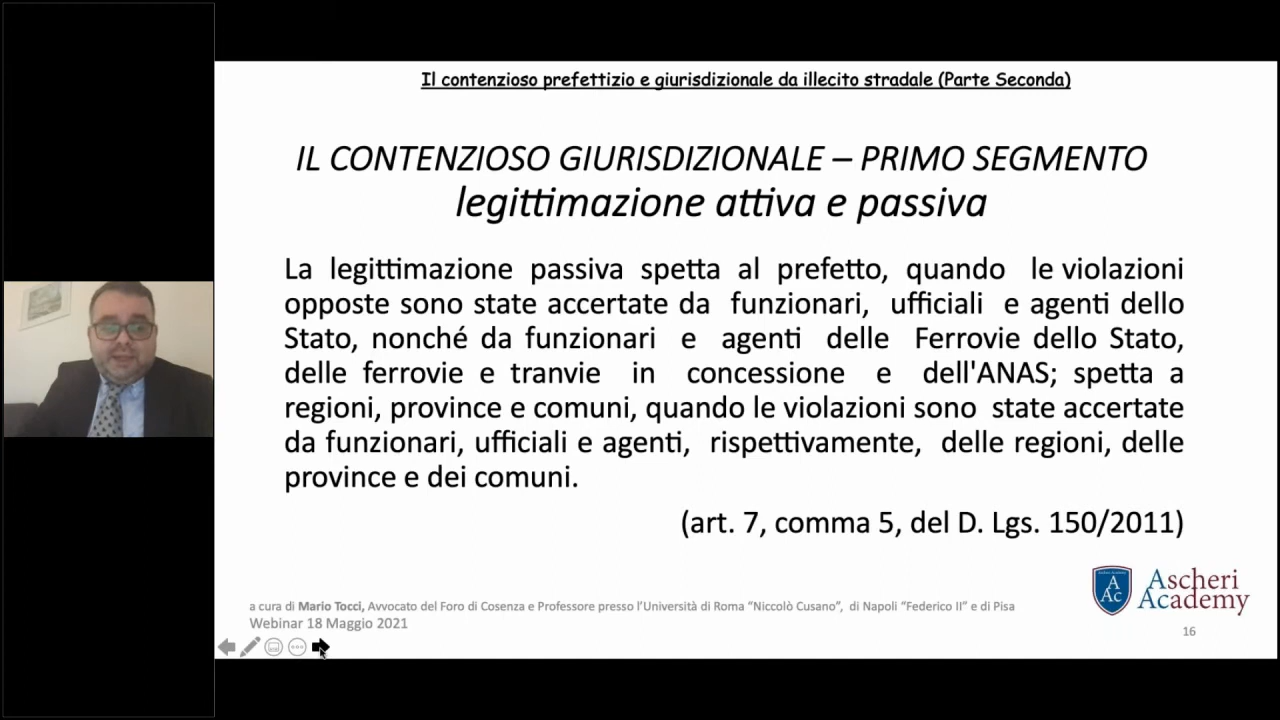 Il contenzioso prefettizio e giurisdizionale da illecito stradale (Parte Seconda)
IL CONTENZIOSO GIURISDIZIONALE – PRIMO SEGMENTO
legittimazione attiva e passiva
La legittimazione passiva spetta al prefetto, quando le violazioni
opposte sono state accertate da funzionari, ufficiali e agenti dello
Stato, nonché da funzionari e agenti delle Ferrovie dello Stato,
delle ferrovie e tranvie in concessione e dell'ANAS; spetta a
regioni, province e comuni, quando le violazioni sono state accertate
da funzionari, ufficiali e agenti, rispettivamente, delle regioni, delle
province e dei comuni.
(art. 7, comma 5, del D. Lgs. 150/2011)
A
Ac
Ascheri
Academy
a cura di Mario Tocci, Avvocato del Foro di Cosenza e Professore presso l'Università di Roma “Niccolò Cusano”, di Napoli “Federico II” e di Pisa
Webinar 18 Maggio 2021
16